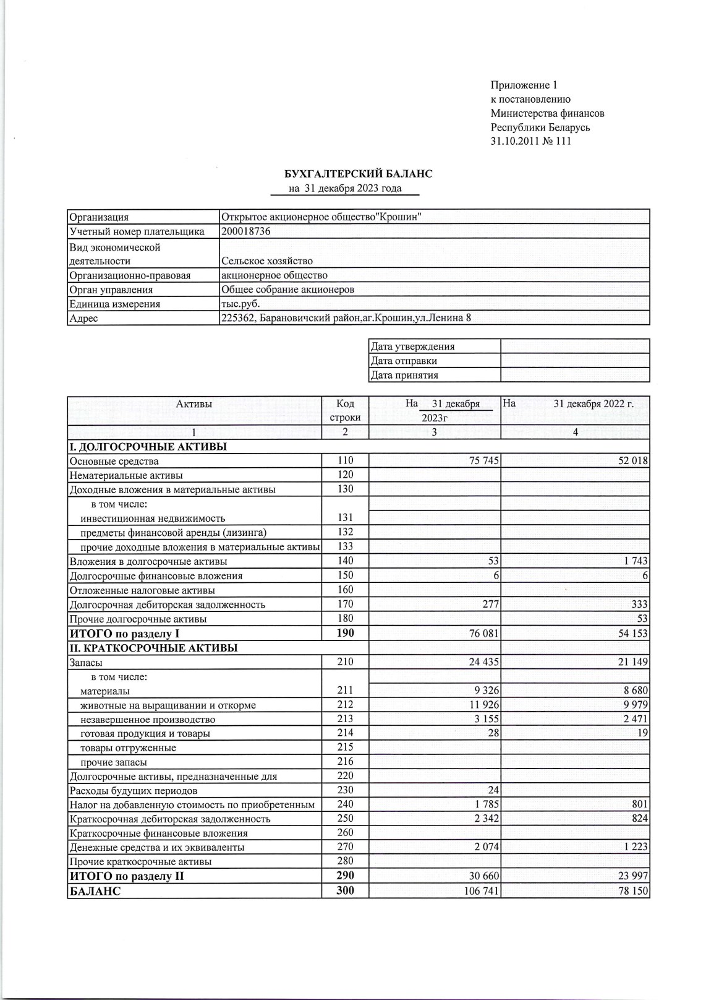 Приложение 1
к постановлению
Министерства финансов
Республики Беларусь
31.10.2011 № 111
БУХГАЛТЕРСКИЙ БАЛАНС
на 31 декабря 2023 года
Организация Открытое акционерное общество"Крошин"
Учетный номер плательщика 200018736
Вид экономической
деятельности Сельское хозяйство
Организационно-правовая акционерное общество
Орган управления Общее собрание акционеров
Единица измерения тыс.руб.
Адрес 225362, Барановичский район,аг.Крошин,ул.Ленина 8
Дата утверждения
Дата отправки
Дата принятия
Активы Код На 31 декабря На 31 декабря 2022 г.
строки 2023г
1 2 3 4
I. ДОЛГОСРОЧНЫЕ АКТИВЫ
Основные средства 110 75 745 52 018
Нематериальные активы 120
Доходные вложения в материальные активы 130
в том числе:
инвестиционная недвижимость 131
предметы финансовой аренды (лизинга) 132
прочие доходные вложения в материальные активы 133
Вложения в долгосрочные активы 140 53 1 743
Долгосрочные финансовые вложения 150 6 6
Отложенные налоговые активы 160
Долгосрочная дебиторская задолженность 170 277 333
Прочие долгосрочные активы 180 53
ИТОГО по разделу I 190 76 081 54 153
II. КРАТКОСРОЧНЫЕ АКТИВЫ
Запасы 210 24 435 21 149
в том числе:
материалы 211 9 326 8 680
животные на выращивании и откорме 212 11 926 9 979
незавершенное производство 213 3 155 2 471
готовая продукция и товары 214 28 19
товары отгруженные 215
прочие запасы 216
Долгосрочные активы, предназначенные для 220
Расходы будущих периодов 230 24
Налог на добавленную стоимость по приобретенным 240 1 785 801
Краткосрочная дебиторская задолженность 250 2 342 824
Краткосрочные финансовые вложения 260
Денежные средства и их эквиваленты 270 2 074 1 223
Прочие краткосрочные активы 280
ИТОГО по разделу II 290 30 660 23 997
БАЛАНС 300 106 741 78 150